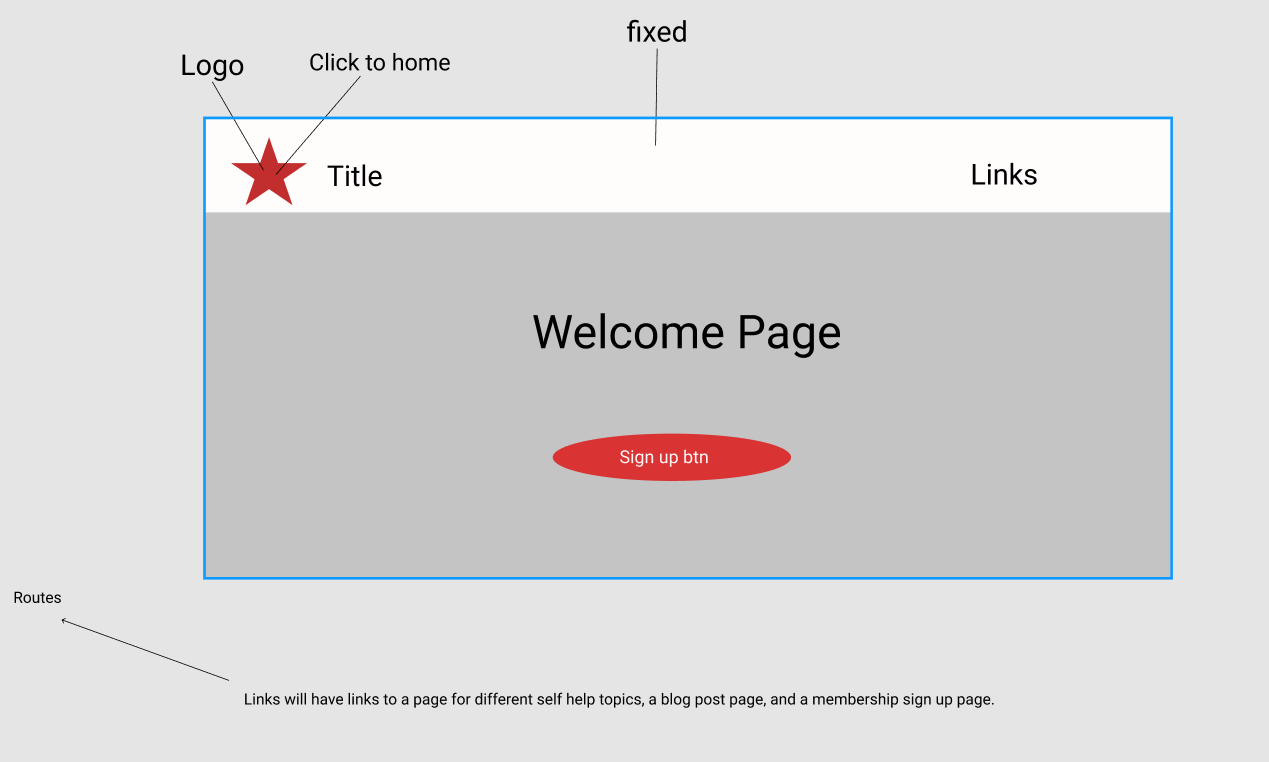 fixed
Logo
Click to home
Title
Links
Welcome Page
Sign up btn
Routes
Links will have links to a page for different self help topics, a blog post page, and a membership sign up page.